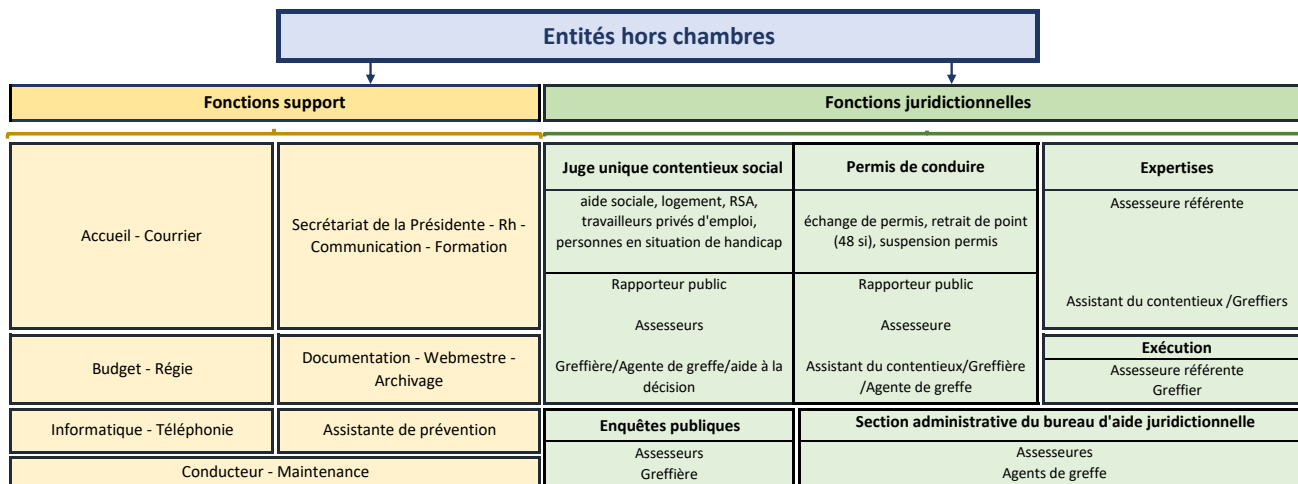 Entités hors chambres
Fonctions support
Fonctions juridictionnelles
Accueil - Courrier
Secrétariat de la Présidente - Rh -
Communication - Formation
Budget - Régie
Documentation - Webmestre -
Archivage
Informatique - Téléphonie
Assistante de prévention
Conducteur - Maintenance
Juge unique contentieux social
aide sociale, logement, RSA,
travailleurs privés d'emploi,
personnes en situation de handicap
Rapporteur public
Assesseurs
Greffière/Agente de greffe/aide à la
décision
Permis de conduire
échange de permis, retrait de point
(48 si), suspension permis
Rapporteur public
Assesseure
Assistant du contentieux/Greffière
/Agente de greffe
Expertises
Assesseure référente
Assistant du contentieux /Greffiers
Exécution
Assesseure référente
Greffier
Enquêtes publiques
Assesseurs
Greffière
Section administrative du bureau d'aide juridictionnelle
Assesseures
Agents de greffe